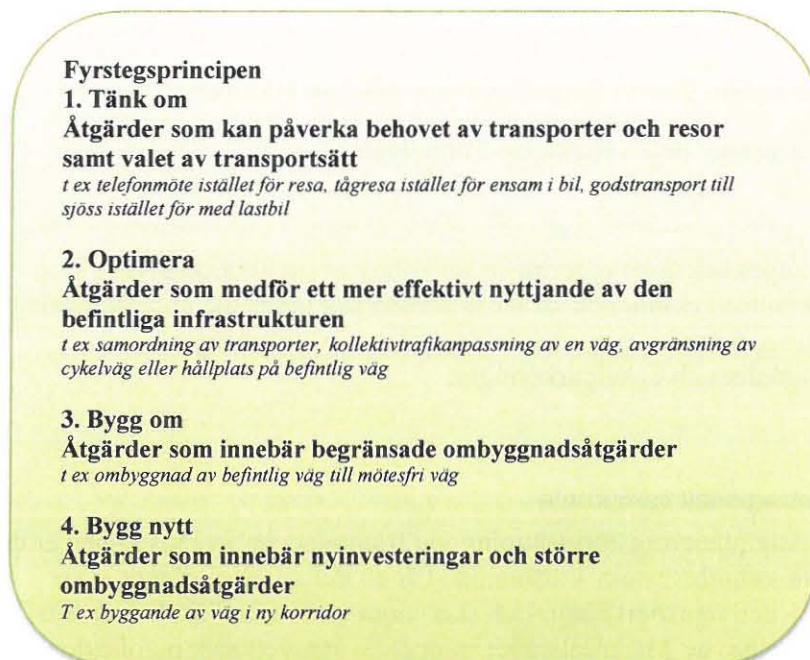 Fyrstegsprincipen
1. Tänk om
Åtgärder som kan påverka behovet av transporter och resor
samt valet av transportsätt
t ex telefonmöte istället för resa, tågresa istället för ensam i bil, godstransport till
sjöss istället för med lastbil
2. Optimera
Åtgärder som medför ett mer effektivt nyttjande av den
befintliga infrastrukturen
t ex samordning av transporter, kollektivtrafikanpassning av en väg, avgränsning av
cykelväg eller hållplats på befintlig väg
3. Bygg om
Åtgärder som innebär begränsade ombyggnadsåtgärder
t ex ombyggnad av befintlig väg till mötesfri väg
4. Bygg nytt
Åtgärder som innebär nyinvesteringar och större
ombyggnadsåtgärder
T ex byggande av väg i ny korridor